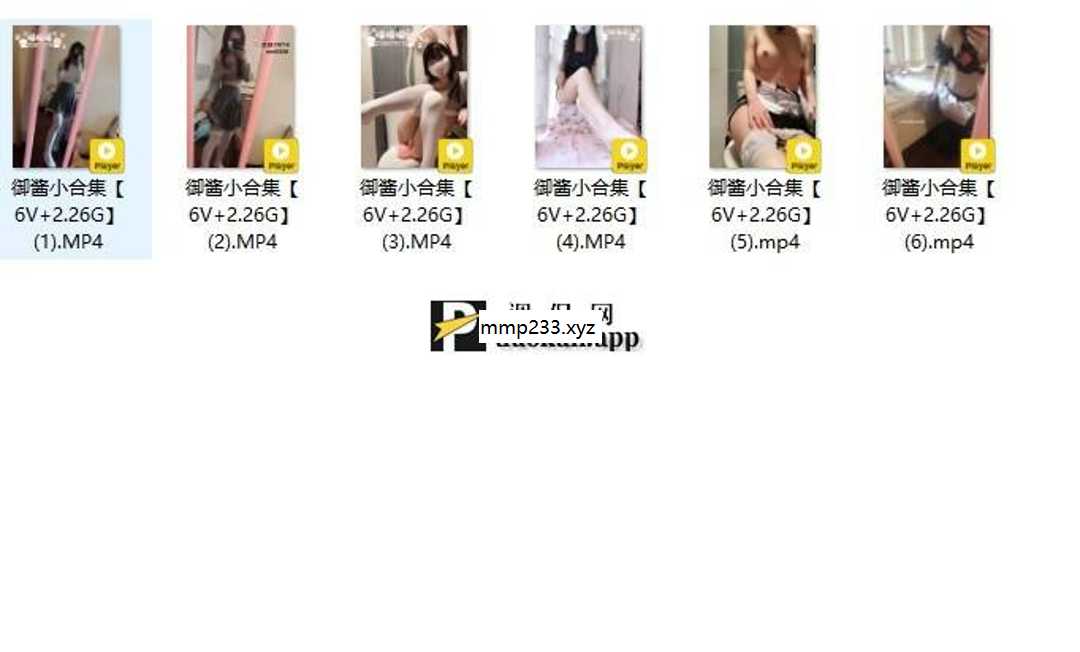 御酱小合集【
6V+2.26G】
(1).MP4
御酱小合集【
6V+2.26G】
(2).MP4
御酱小合集【
6V+2.26G】
(3).MP4
御酱小合集【
6V+2.26G】
(4).MP4
御酱小合集【
6V+2.26G】
(5).mp4
御酱小合集【
6V+2.26G】
(6).mp4
Player
Player
Player
Player
Player
Player
mmp233.xyz